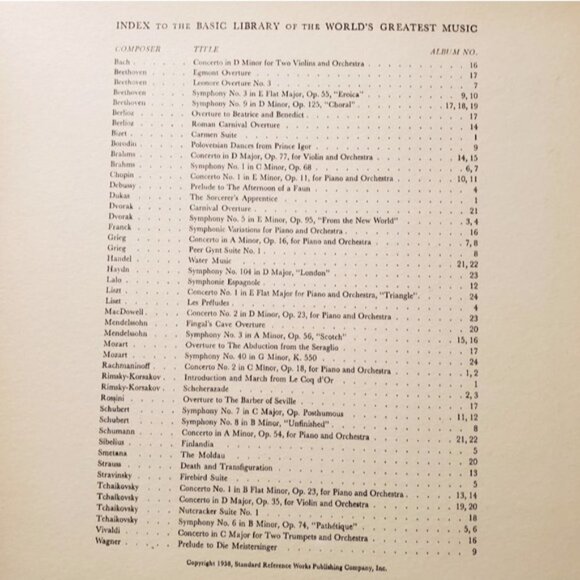 INDEX TO THE BASIC LIBRARY OF THE WORLD'S GREATEST MUSIC
COMPOSER TITLE ALBUM NO.
Bach . . . . . Concerto in D Minor for Two Violins and Orchestra . . . . . 16
Beethoven . . . . . Egmont Overture . . . . . 17
Beethoven . . . . . Leonore Overture No. 3 . . . . . 7
Beethoven . . . . . Symphony No. 3 in E Flat Major, Op. 55, "Eroica" . . . . . 9, 10
Beethoven . . . . . Symphony No. 9 in D Minor, Op. 125, "Choral" . . . . . 17, 18, 19
Berlioz . . . . . Overture to Beatrice and Benedict . . . . . 17
Berlioz . . . . . Roman Carnival Overture . . . . . 14
Bizet . . . . . Carmen Suite . . . . . 1
Borodin . . . . . Polovetsian Dances from Prince Igor . . . . . 9
Brahms . . . . . Concerto in D Major, Op. 77, for Violin and Orchestra . . . . . 14, 15
Brahms . . . . . Symphony No. 1 in C Minor, Op. 68 . . . . . 6, 7
Chopin . . . . . Concerto No. 1 in E Minor, Op. 11, for Piano and Orchestra . . . . . 10, 11
Debussy . . . . . Prelude to The Afternoon of a Faun . . . . . 4
Dukas . . . . . The Sorcerer's Apprentice . . . . . 1
Dvorak . . . . . Carnival Overture . . . . . 21
Dvorak . . . . . Symphony No. 5 in E Minor, Op. 95, "From the New World" . . . . . 3, 4
Franck . . . . . Symphonic Variations for Piano and Orchestra . . . . . 16
Grieg . . . . . Concerto in A Minor, Op. 16, for Piano and Orchestra . . . . . 7, 8
Grieg . . . . . Peer Gynt Suite No. 1 . . . . . 5
Handel . . . . . Water Music . . . . . 21, 22
Haydn . . . . . Symphony No. 104 in D Major, "London" . . . . . 23
Lalo . . . . . Symphonie Espagnole . . . . . 12
Liszt . . . . . Concerto No. 1 in E Flat Major for Piano and Orchestra, "Triangle" . . . . . 24
Liszt . . . . . Les Préludes . . . . . 4
MacDowell . . . . . Concerto No. 2 in D Minor, Op. 23, for Piano and Orchestra . . . . . 23
Mendelssohn . . . . . Fingal's Cave Overture . . . . . 20
Mendelssohn . . . . . Symphony No. 3 in A Minor, Op. 56, "Scotch" . . . . . 15, 16
Mozart . . . . . Overture to The Abduction from the Seraglio . . . . . 17
Mozart . . . . . Symphony No. 40 in G Minor, K. 550 . . . . . 24
Rachmaninoff . . . . . Concerto No. 2 in C Minor, Op. 18, for Piano and Orchestra . . . . . 1, 2
Rimsky-Korsakov . . . . . Introduction and March from Le Coq d'Or . . . . . 1
Rimsky-Korsakov . . . . . Scheherazade . . . . . 2, 3
Rossini . . . . . Overture to The Barber of Seville . . . . . 17
Schubert . . . . . Symphony No. 7 in C Major, Op. Posthumous . . . . . 11, 12
Schubert . . . . . Symphony No. 8 in B Minor, "Unfinished" . . . . . 8
Schumann . . . . . Concerto in A Minor, Op. 54, for Piano and Orchestra . . . . . 21, 22
Sibelius . . . . . Finlandia . . . . . 5
Smetana . . . . . The Moldau . . . . . 20
Strauss . . . . . Death and Transfiguration . . . . . 13
Stravinsky . . . . . Firebird Suite . . . . . 5
Tchaikovsky . . . . . Concerto No. 1 in B Flat Minor, Op. 23, for Piano and Orchestra . . . . . 13, 14
Tchaikovsky . . . . . Concerto in D Major, Op. 35, for Violin and Orchestra . . . . . 19, 20
Tchaikovsky . . . . . Nutcracker Suite No. 1 . . . . . 18
Tchaikovsky . . . . . Symphony No. 6 in B Minor, Op. 74, "Pathétique" . . . . . 5, 6
Vivaldi . . . . . Concerto in C Major for Two Trumpets and Orchestra . . . . . 16
Wagner . . . . . Prelude to Die Meistersinger . . . . . 9
Copyright 1958, Standard Reference Works Publishing Company, Inc.